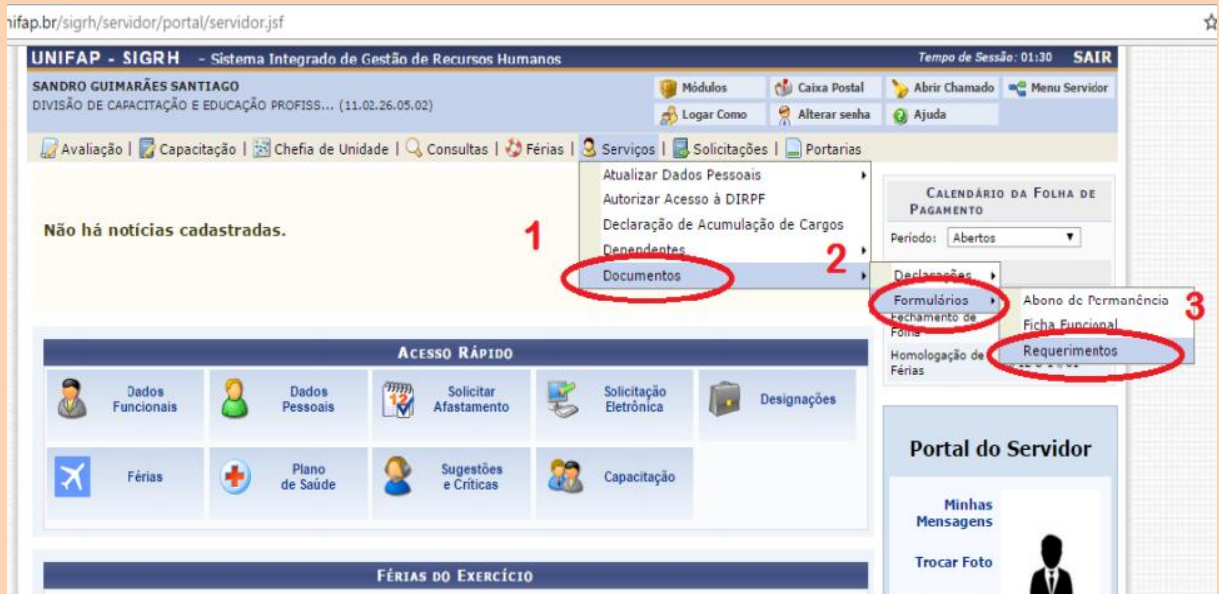 nifap.br/sigrh/servidor/portal/servidor.jsf
UNIFAP - SIGRH - Sistema Integrado de Gestão de Recursos Humanos
Tempo de Sessão: 01:30 SAIR
SANDRO GUIMARÃES SANTIAGO
DIVISÃO DE CAPACITAÇÃO E EDUCAÇÃO PROFISS... (11.02.26.05.02)
Módulos
Caixa Postal
Abrir Chamado
Menu Servidor
Logar Como
Alterar senha
Ajuda
Avaliação | Capacitação | Chefia de Unidade | Consultas | Férias | Serviços | Solicitações | Portarias
Não há notícias cadastradas.
1
Atualizar Dados Pessoais
Autorizar Acesso à DIRPF
Declaração de Acumulação de Cargos
Dependentes
Documentos
2
Declarações
Formulários
3
Abono de Permanência
Ficha Funcional
Requerimentos
CALENDÁRIO DA FOLHA DE
PAGAMENTO
Período: Abertos
Fechamento de
Folha
Homologação de
Férias
ACESSO RÁPIDO
Dados
Funcionais
Dados
Pessoais
12
Solicitar
Afastamento
Solicitação
Eletrônica
Designações
Férias
Plano
de Saúde
Sugestões
e Críticas
Capacitação
Portal do Servidor
Minhas
Mensagens
Trocar Foto
FÉRIAS DO EXERCÍCIO